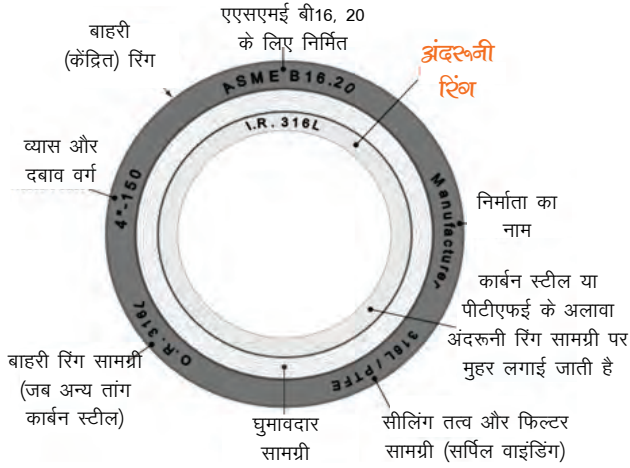 एएसएमई बी16, 20
के लिए निर्मित
बाहरी
(केंद्रित) रिंग
अंदरूनी
रिंग
ASME B16.20
I.R. 316L
व्यास और
दबाव वर्ग
4"-150
Manufacturer
निर्माता का
नाम
कार्बन स्टील या
पीटीएफई के अलावा
अंदरूनी रिंग सामग्री पर
मुहर लगाई जाती है
O.R. 316L
316L / PTFE
बाहरी रिंग सामग्री
(जब अन्य तांग
कार्बन स्टील)
घुमावदार
सामग्री
सीलिंग तत्व और फिल्टर
सामग्री (सर्पिल वाइंडिंग)